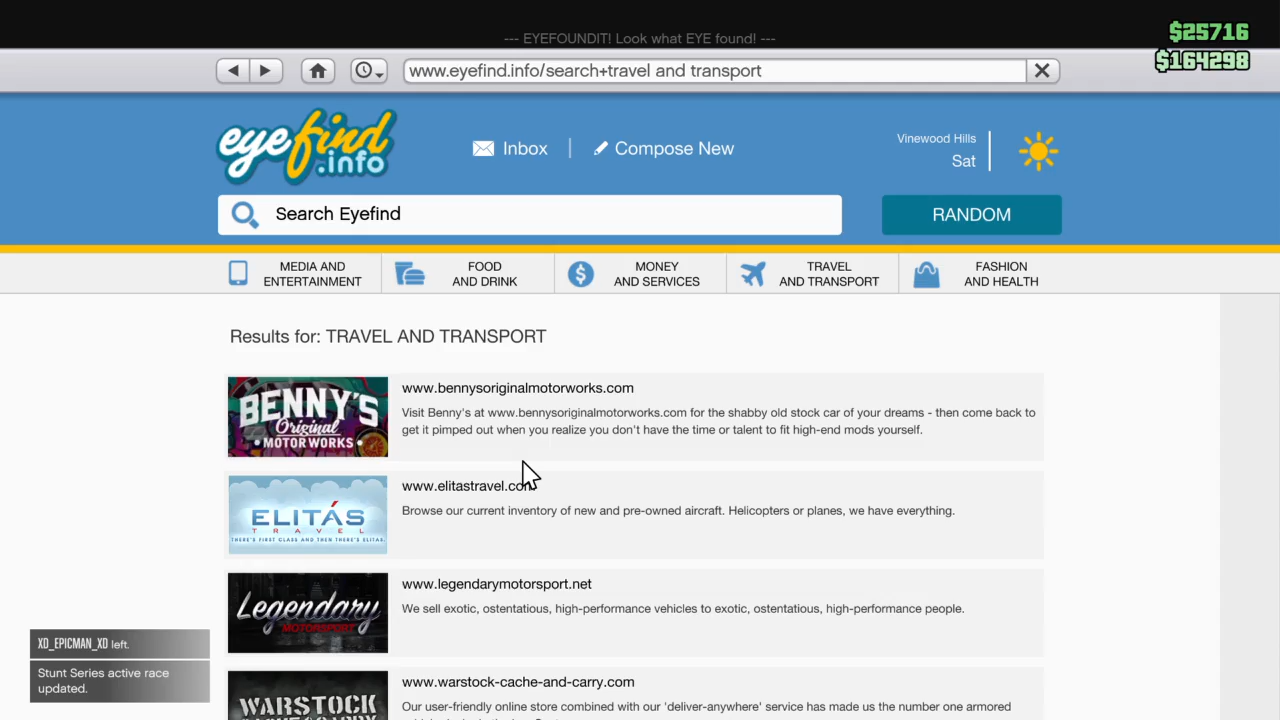 --- EYEFOUNDIT! Look what EYE found! ---
$25716
$164298
www.eyefind.info/search+travel and transport
eyefind
.info
Inbox
Compose New
Vinewood Hills
Sat
Search Eyefind
RANDOM
MEDIA AND
ENTERTAINMENT
FOOD
AND DRINK
MONEY
AND SERVICES
TRAVEL
AND TRANSPORT
FASHION
AND HEALTH
Results for: TRAVEL AND TRANSPORT
BENNY'S
Original
MOTOR WORKS
www.bennysoriginalmotorworks.com
Visit Benny's at www.bennysoriginalmotorworks.com for the shabby old stock car of your dreams - then come back to
get it pimped out when you realize you don't have the time or talent to fit high-end mods yourself.
ELITÁS
TRAVEL
THERE'S FIRST CLASS AND THEN THERE'S ELITAS.
www.elitastravel.com
Browse our current inventory of new and pre-owned aircraft. Helicopters or planes, we have everything.
Legendary
MOTORSPORT
www.legendarymotorsport.net
We sell exotic, ostentatious, high-performance vehicles to exotic, ostentatious, high-performance people.
WARSTOCK
www.warstock-cache-and-carry.com
Our user-friendly online store combined with our 'deliver-anywhere' service has made us the number one armored
XD_EPICMAN_XD left.
Stunt Series active race
updated.